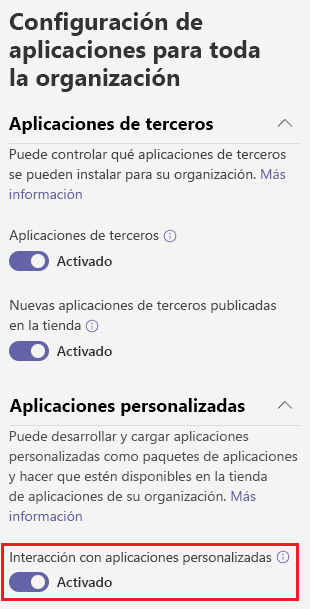 Configuración de
aplicaciones para toda
la organización
Aplicaciones de terceros
Puede controlar qué aplicaciones de terceros
se pueden instalar para su organización. Más
información
Aplicaciones de terceros
Activado
Nuevas aplicaciones de terceros publicadas
en la tienda
Activado
Aplicaciones personalizadas
Puede desarrollar y cargar aplicaciones
personalizadas como paquetes de aplicaciones
y hacer que estén disponibles en la tienda
de aplicaciones de su organización. Más
información
Interacción con aplicaciones personalizadas
Activado